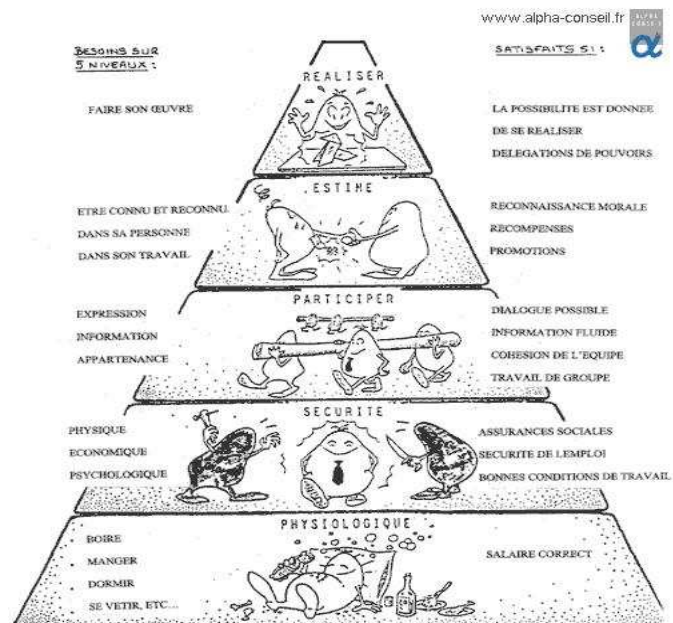 www.alpha-conseil.fr
ALPHA
CONSEIL
α
BESOINS SUR
5 NIVEAUX :
SATISFAITS SI :
REALISER
FAIRE SON ŒUVRE
LA POSSIBILITE EST DONNEE
DE SE REALISER
DELEGATIONS DE POUVOIRS
ESTIME
ETRE CONNU ET RECONNU
DANS SA PERSONNE
DANS SON TRAVAIL
RECONNAISSANCE MORALE
RECOMPENSES
PROMOTIONS
PARTICIPER
EXPRESSION
INFORMATION
APPARTENANCE
DIALOGUE POSSIBLE
INFORMATION FLUIDE
COHESION DE L'EQUIPE
TRAVAIL DE GROUPE
SECURITE
PHYSIQUE
ECONOMIQUE
PSYCHOLOGIQUE
ASSURANCES SOCIALES
SECURITE DE LEMPLOI
BONNES CONDITIONS DE TRAVAIL
PHYSIOLOGIQUE
BOIRE
MANGER
DORMIR
SE VETIR, ETC...
SALAIRE CORRECT